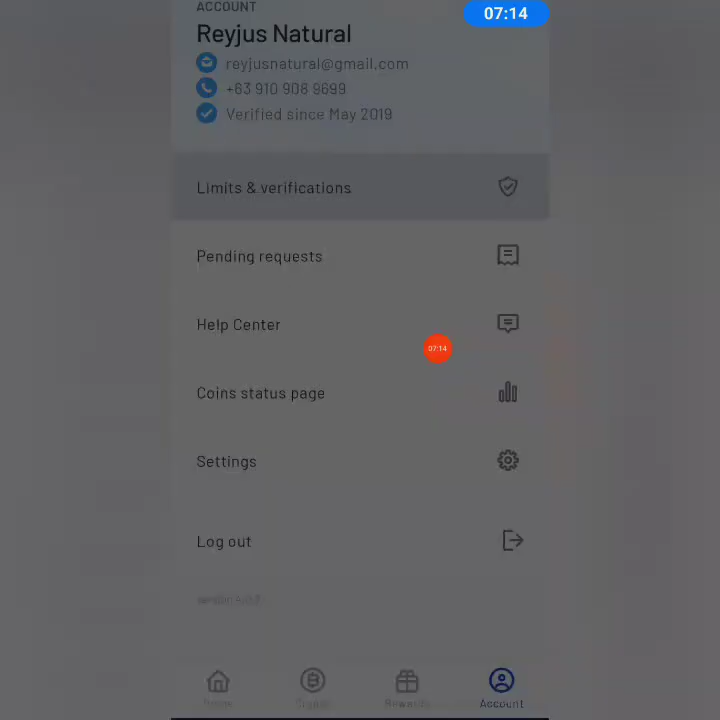 ACCOUNT
07:14
Reyjus Natural
reyjusnatural@gmail.com
+63 910 908 9699
Verified since May 2019
Limits & verifications
Pending requests
Help Center
07:14
Coins status page
Settings
Log out
Rewards
Account